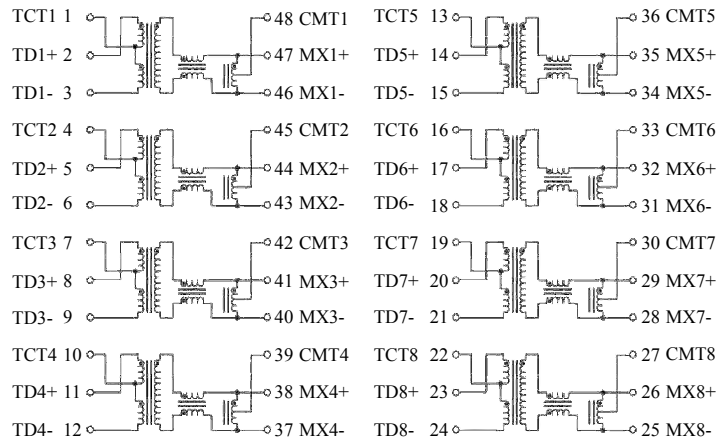 TCT1 1 48 CMT1 TCT5 13 36 CMT5
TD1+ 2 47 MX1+ TD5+ 14 35 MX5+
TD1- 3 46 MX1- TD5- 15 34 MX5-
TCT2 4 45 CMT2 TCT6 16 33 CMT6
TD2+ 5 44 MX2+ TD6+ 17 32 MX6+
TD2- 6 43 MX2- TD6- 18 31 MX6-
TCT3 7 42 CMT3 TCT7 19 30 CMT7
TD3+ 8 41 MX3+ TD7+ 20 29 MX7+
TD3- 9 40 MX3- TD7- 21 28 MX7-
TCT4 10 39 CMT4 TCT8 22 27 CMT8
TD4+ 11 38 MX4+ TD8+ 23 26 MX8+
TD4- 12 37 MX4- TD8- 24 25 MX8-